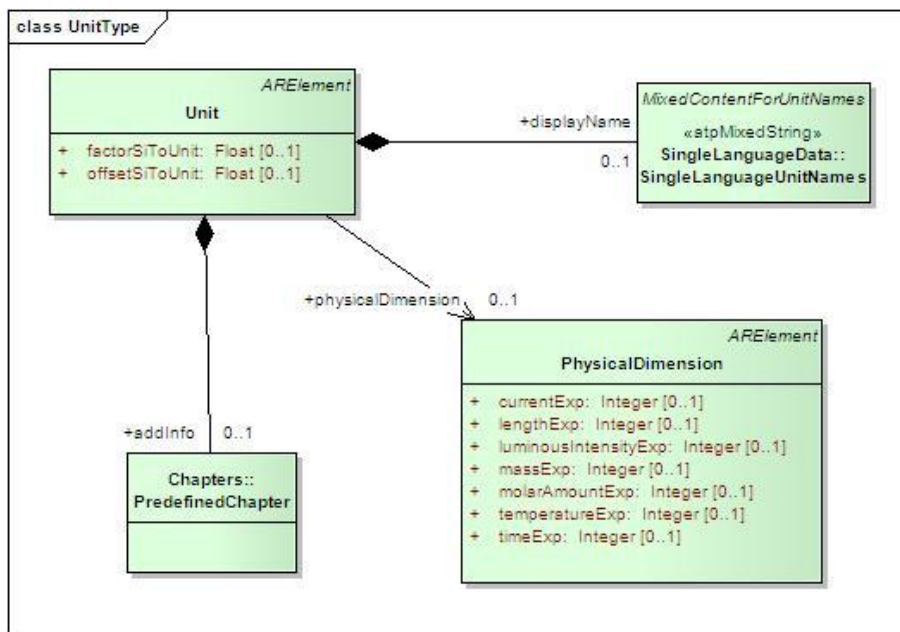 class UnitType
ARElement
Unit
+ factorSiToUnit: Float [0..1]
+ offsetSiToUnit: Float [0..1]
+displayName
0..1
MixedContentForUnitNames
«atpMixedString»
SingleLanguageData::
SingleLanguageUnitNames
+physicalDimension 0..1
ARElement
PhysicalDimension
+ currentExp: Integer [0..1]
+ lengthExp: Integer [0..1]
+ luminousIntensityExp: Integer [0..1]
+ massExp: Integer [0..1]
+ molarAmountExp: Integer [0..1]
+ temperatureExp: Integer [0..1]
+ timeExp: Integer [0..1]
+addInfo 0..1
Chapters::
PredefinedChapter